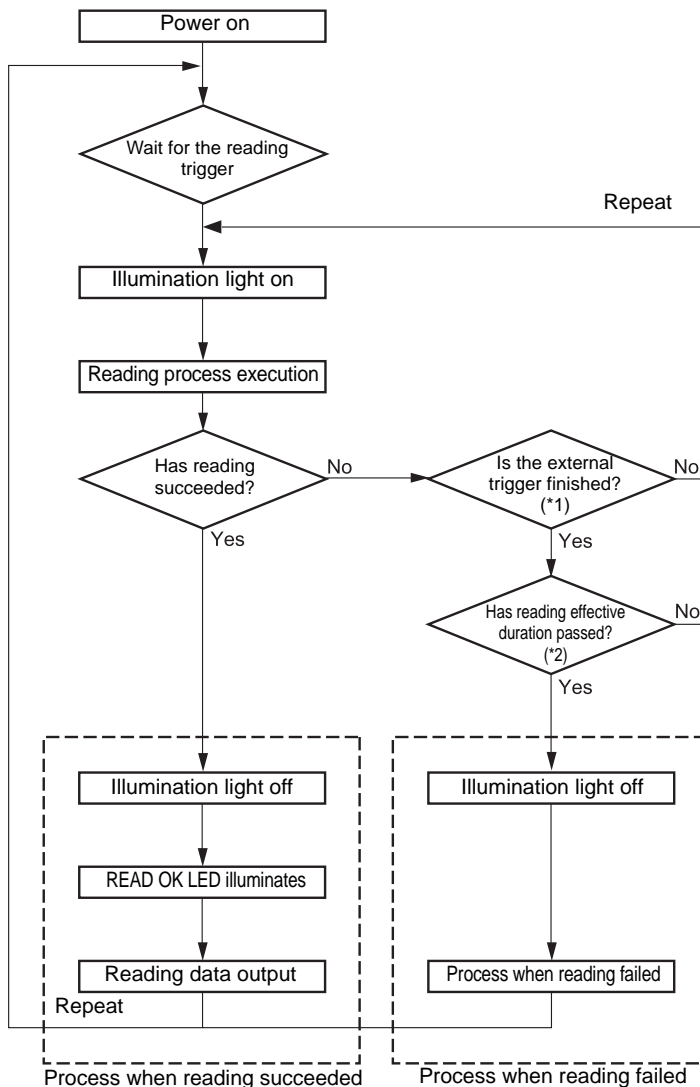 Power on
Wait for the reading
trigger
Repeat
Illumination light on
Reading process execution
Has reading
succeeded?
No
Is the external
trigger finished?
(*1)
No
Yes
Yes
Has reading effective
duration passed?
(*2)
No
Yes
Illumination light off
Illumination light off
READ OK LED illuminates
Reading data output
Process when reading failed
Repeat
Process when reading succeeded
Process when reading failed